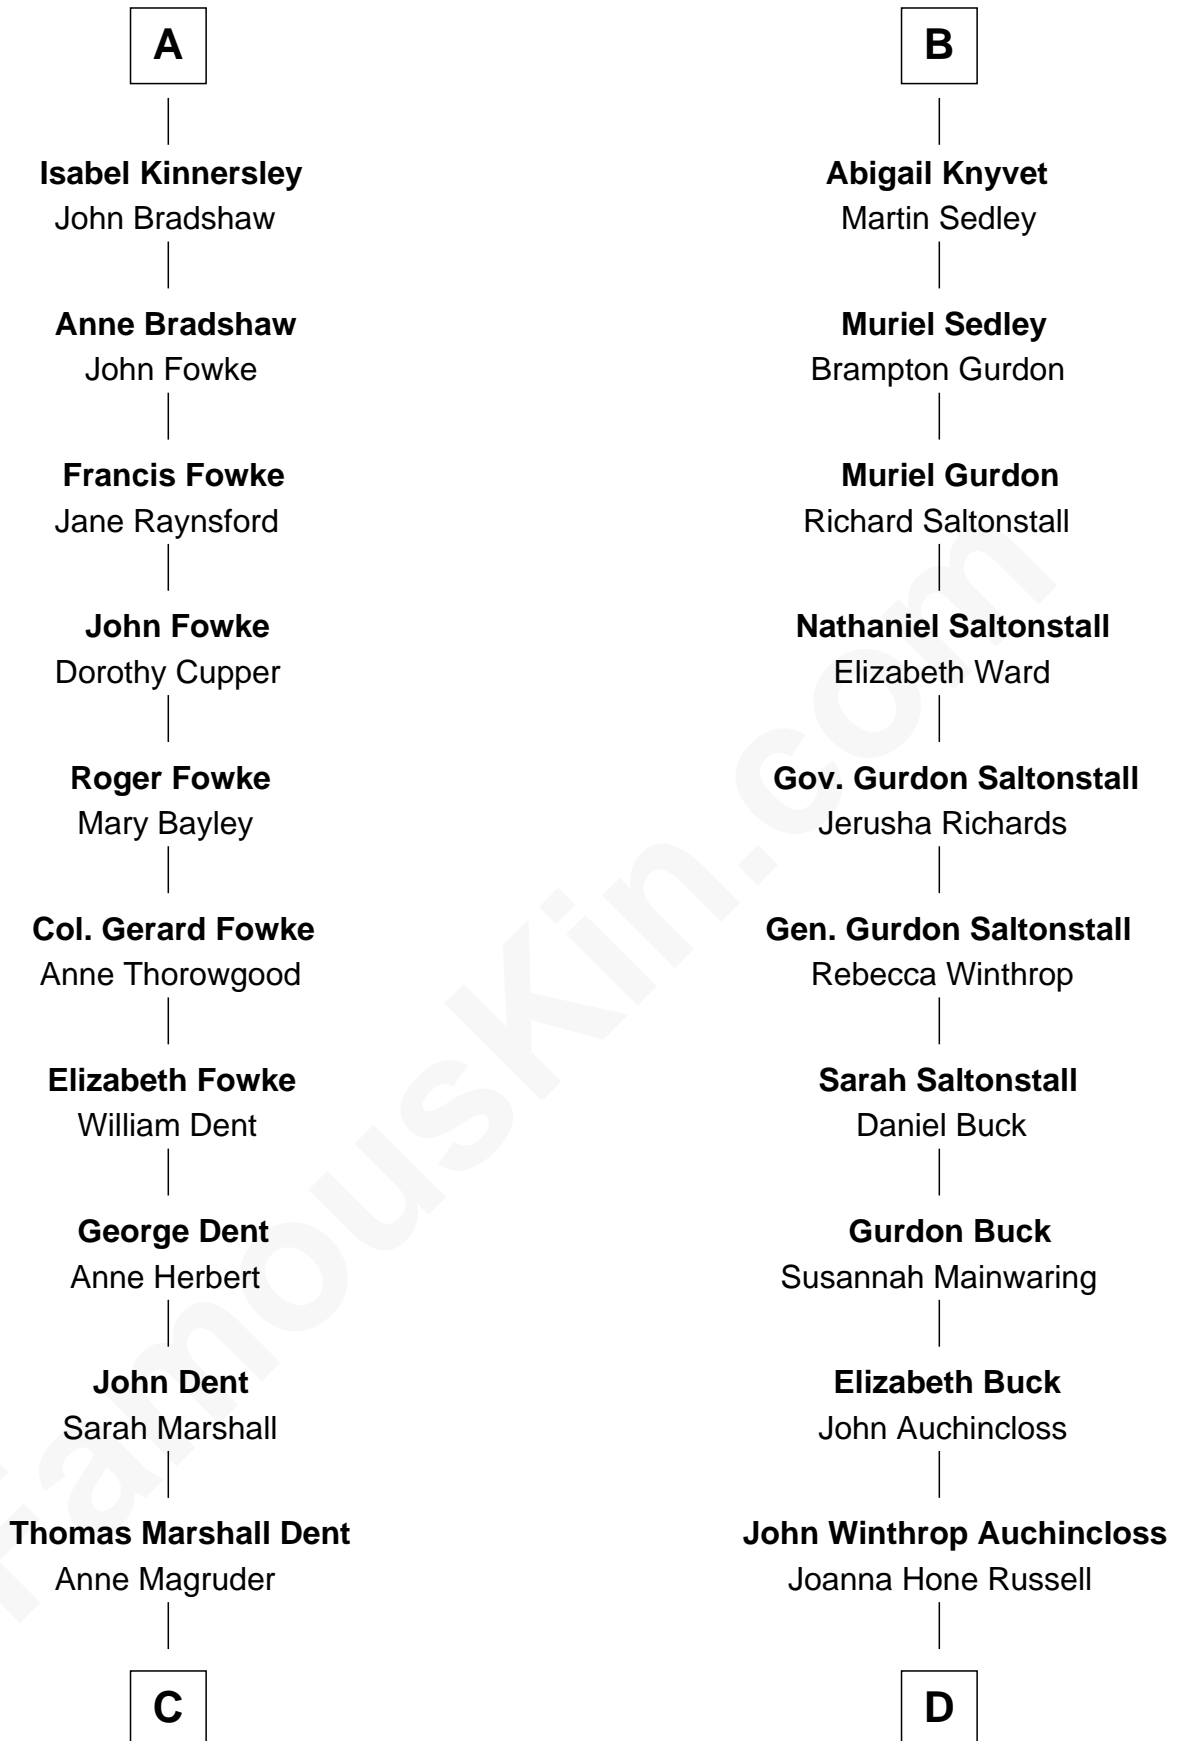 A
Isabel Kinnersley
John Bradshaw
Anne Bradshaw
John Fowke
Francis Fowke
Jane Raynsford
John Fowke
Dorothy Cupper
Roger Fowke
Mary Bayley
Col. Gerard Fowke
Anne Thorowgood
Elizabeth Fowke
William Dent
George Dent
Anne Herbert
John Dent
Sarah Marshall
Thomas Marshall Dent
Anne Magruder
C
B
Abigail Knyvet
Martin Sedley
Muriel Sedley
Brampton Gurdon
Muriel Gurdon
Richard Saltonstall
Nathaniel Saltonstall
Elizabeth Ward
Gov. Gurdon Saltonstall
Jerusha Richards
Gen. Gurdon Saltonstall
Rebecca Winthrop
Sarah Saltonstall
Daniel Buck
Gurdon Buck
Susannah Mainwaring
Elizabeth Buck
John Auchincloss
John Winthrop Auchincloss
Joanna Hone Russell
D
FamousKin.com